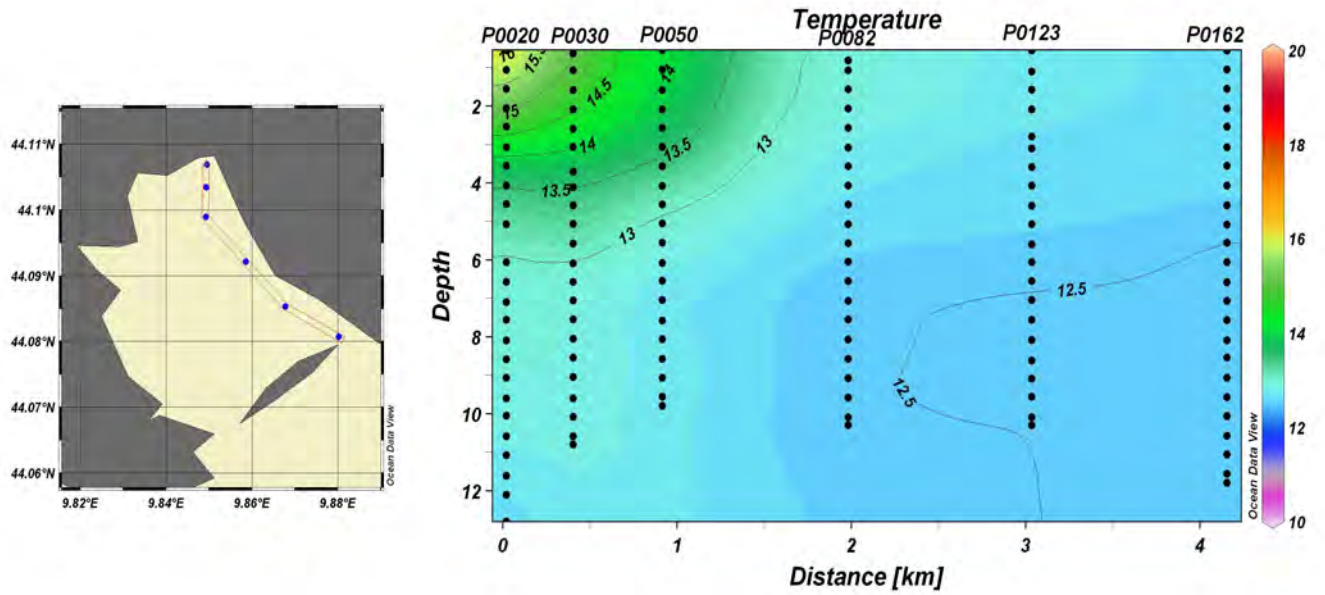 44.11°N
44.1°N
44.09°N
44.08°N
44.07°N
44.06°N
9.82°E 9.84°E 9.86°E 9.88°E
Ocean Data View
Temperature
P0020 P0030 P0050 P0082 P0123 P0162
Depth
2
4
6
8
10
12
16
15.5
15
14.5
14
14
13.5
13.5
13
13
12.5
12.5
0 1 2 3 4
Distance [km]
20
18
16
14
12
10
Ocean Data View